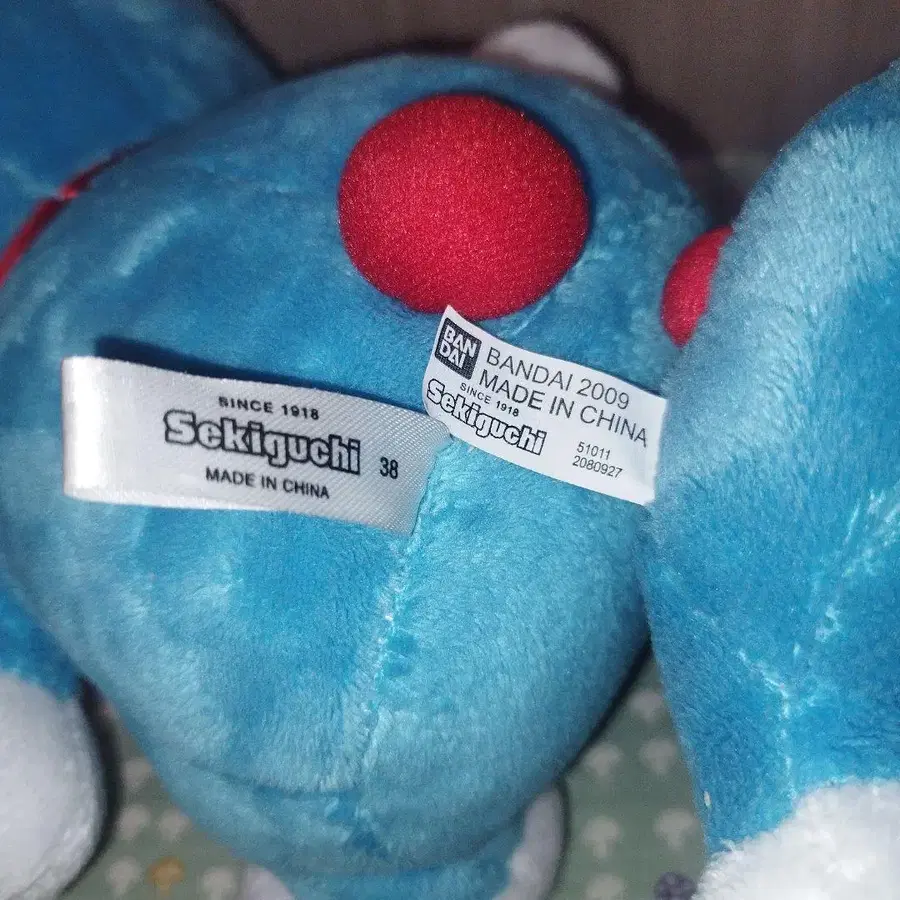 SINCE 1918
Sekiguchi 38
MADE IN CHINA
BAN
DAI
BANDAI 2009
MADE IN CHINA
SINCE 1918
Sekiguchi
51011
2080927